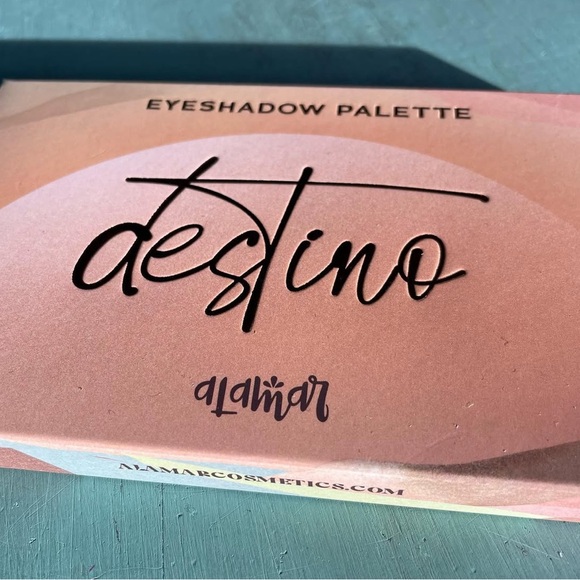 EYESHADOW PALETTE
destino
alamar
ALAMARCOSMETICS.COM